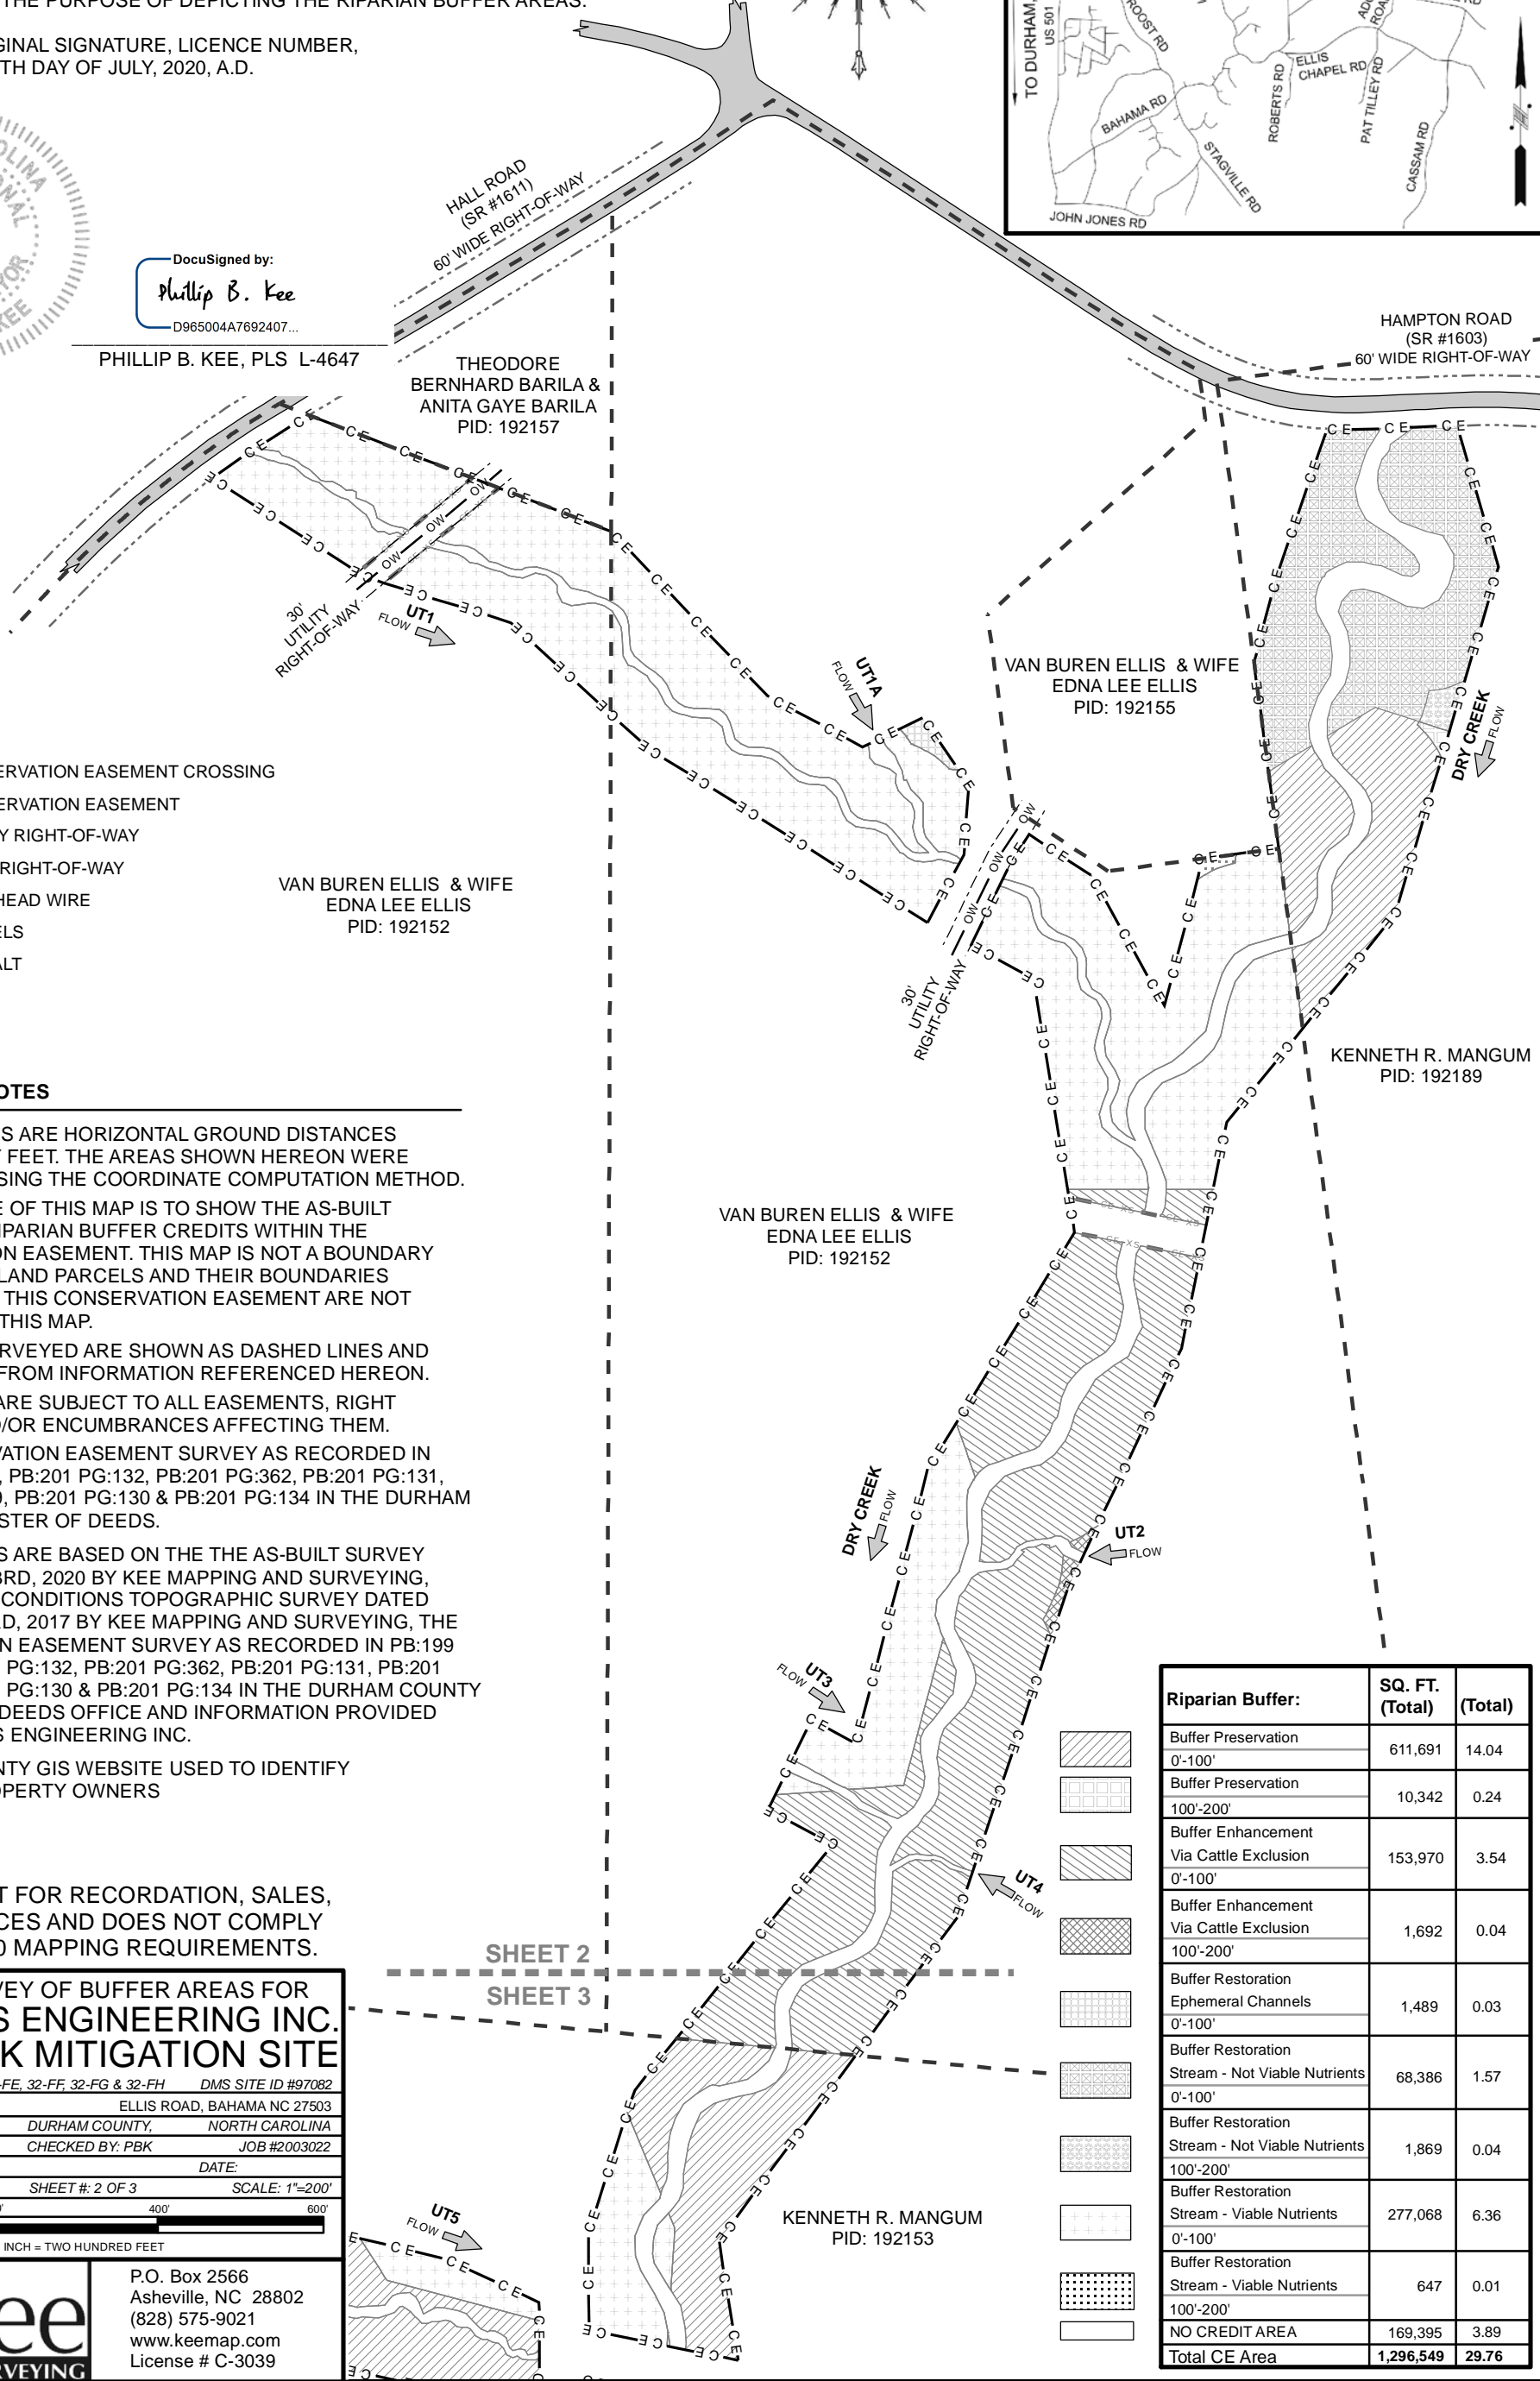 THE PURPOSE OF DEPICTING THE RIPARIAN BUFFER AREAS.
GINAL SIGNATURE, LICENCE NUMBER,
TH DAY OF JULY, 2020, A.D.
DocuSigned by:
Phillip B. Kee
D965004A7692407...
PHILLIP B. KEE, PLS L-4647
TO DURHAM,
US 501
ROOST RD
BAHAMA RD
STAGVILLE RD
JOHN JONES RD
ROBERTS RD
ELLIS
CHAPEL RD
PAT TILLEY RD
CASSAM RD
HALL ROAD
(SR #1611)
60' WIDE RIGHT-OF-WAY
HAMPTON ROAD
(SR #1603)
60' WIDE RIGHT-OF-WAY
THEODORE
BERNHARD BARILA &
ANITA GAYE BARILA
PID: 192157
30'
UTILITY
RIGHT-OF-WAY
UT1
FLOW
UT1A
FLOW
VAN BUREN ELLIS & WIFE
EDNA LEE ELLIS
PID: 192155
DRY CREEK
FLOW
ERVATION EASEMENT CROSSING
SERVATION EASEMENT
Y RIGHT-OF-WAY
RIGHT-OF-WAY
HEAD WIRE
ELS
ALT
VAN BUREN ELLIS & WIFE
EDNA LEE ELLIS
PID: 192152
30'
UTILITY
RIGHT-OF-WAY
KENNETH R. MANGUM
PID: 192189
OTES
S ARE HORIZONTAL GROUND DISTANCES
Y FEET. THE AREAS SHOWN HEREON WERE
SING THE COORDINATE COMPUTATION METHOD.
E OF THIS MAP IS TO SHOW THE AS-BUILT
IPARIAN BUFFER CREDITS WITHIN THE
ON EASEMENT. THIS MAP IS NOT A BOUNDARY
LAND PARCELS AND THEIR BOUNDARIES
THIS CONSERVATION EASEMENT ARE NOT
THIS MAP.
RVEYED ARE SHOWN AS DASHED LINES AND
FROM INFORMATION REFERENCED HEREON.
ARE SUBJECT TO ALL EASEMENTS, RIGHT
D/OR ENCUMBRANCES AFFECTING THEM.
VATION EASEMENT SURVEY AS RECORDED IN
, PB:201 PG:132, PB:201 PG:362, PB:201 PG:131,
0, PB:201 PG:130 & PB:201 PG:134 IN THE DURHAM
STER OF DEEDS.
S ARE BASED ON THE THE AS-BUILT SURVEY
3RD, 2020 BY KEE MAPPING AND SURVEYING,
CONDITIONS TOPOGRAPHIC SURVEY DATED
RD, 2017 BY KEE MAPPING AND SURVEYING, THE
N EASEMENT SURVEY AS RECORDED IN PB:199
PG:132, PB:201 PG:362, PB:201 PG:131, PB:201
PG:130 & PB:201 PG:134 IN THE DURHAM COUNTY
DEEDS OFFICE AND INFORMATION PROVIDED
S ENGINEERING INC.
NTY GIS WEBSITE USED TO IDENTIFY
OPERTY OWNERS
VAN BUREN ELLIS & WIFE
EDNA LEE ELLIS
PID: 192152
DRY CREEK
FLOW
UT2
FLOW
UT3
FLOW
UT4
FLOW
T FOR RECORDATION, SALES,
CES AND DOES NOT COMPLY
0 MAPPING REQUIREMENTS.
SHEET 2
SHEET 3
VEY OF BUFFER AREAS FOR
S ENGINEERING INC.
K MITIGATION SITE
-FE, 32-FF, 32-FG & 32-FH DMS SITE ID #97082
ELLIS ROAD, BAHAMA NC 27503
DURHAM COUNTY, NORTH CAROLINA
CHECKED BY: PBK JOB #2003022
DATE:
SHEET #: 2 OF 3 SCALE: 1"=200'
400' 600'
INCH = TWO HUNDRED FEET
ee
RVEYING
P.O. Box 2566
Asheville, NC 28802
(828) 575-9021
www.keemap.com
License # C-3039
UT5
FLOW
KENNETH R. MANGUM
PID: 192153
Riparian Buffer: SQ. FT. (Total) (Total)
Buffer Preservation
0'-100' 611,691 14.04
Buffer Preservation
100'-200' 10,342 0.24
Buffer Enhancement
Via Cattle Exclusion 153,970 3.54
0'-100'
Buffer Enhancement
Via Cattle Exclusion 1,692 0.04
100'-200'
Buffer Restoration
Ephemeral Channels 1,489 0.03
0'-100'
Buffer Restoration
Stream - Not Viable Nutrients 68,386 1.57
0'-100'
Buffer Restoration
Stream - Not Viable Nutrients 1,869 0.04
100'-200'
Buffer Restoration
Stream - Viable Nutrients 277,068 6.36
0'-100'
Buffer Restoration
Stream - Viable Nutrients 647 0.01
100'-200'
NO CREDIT AREA 169,395 3.89
Total CE Area 1,296,549 29.76